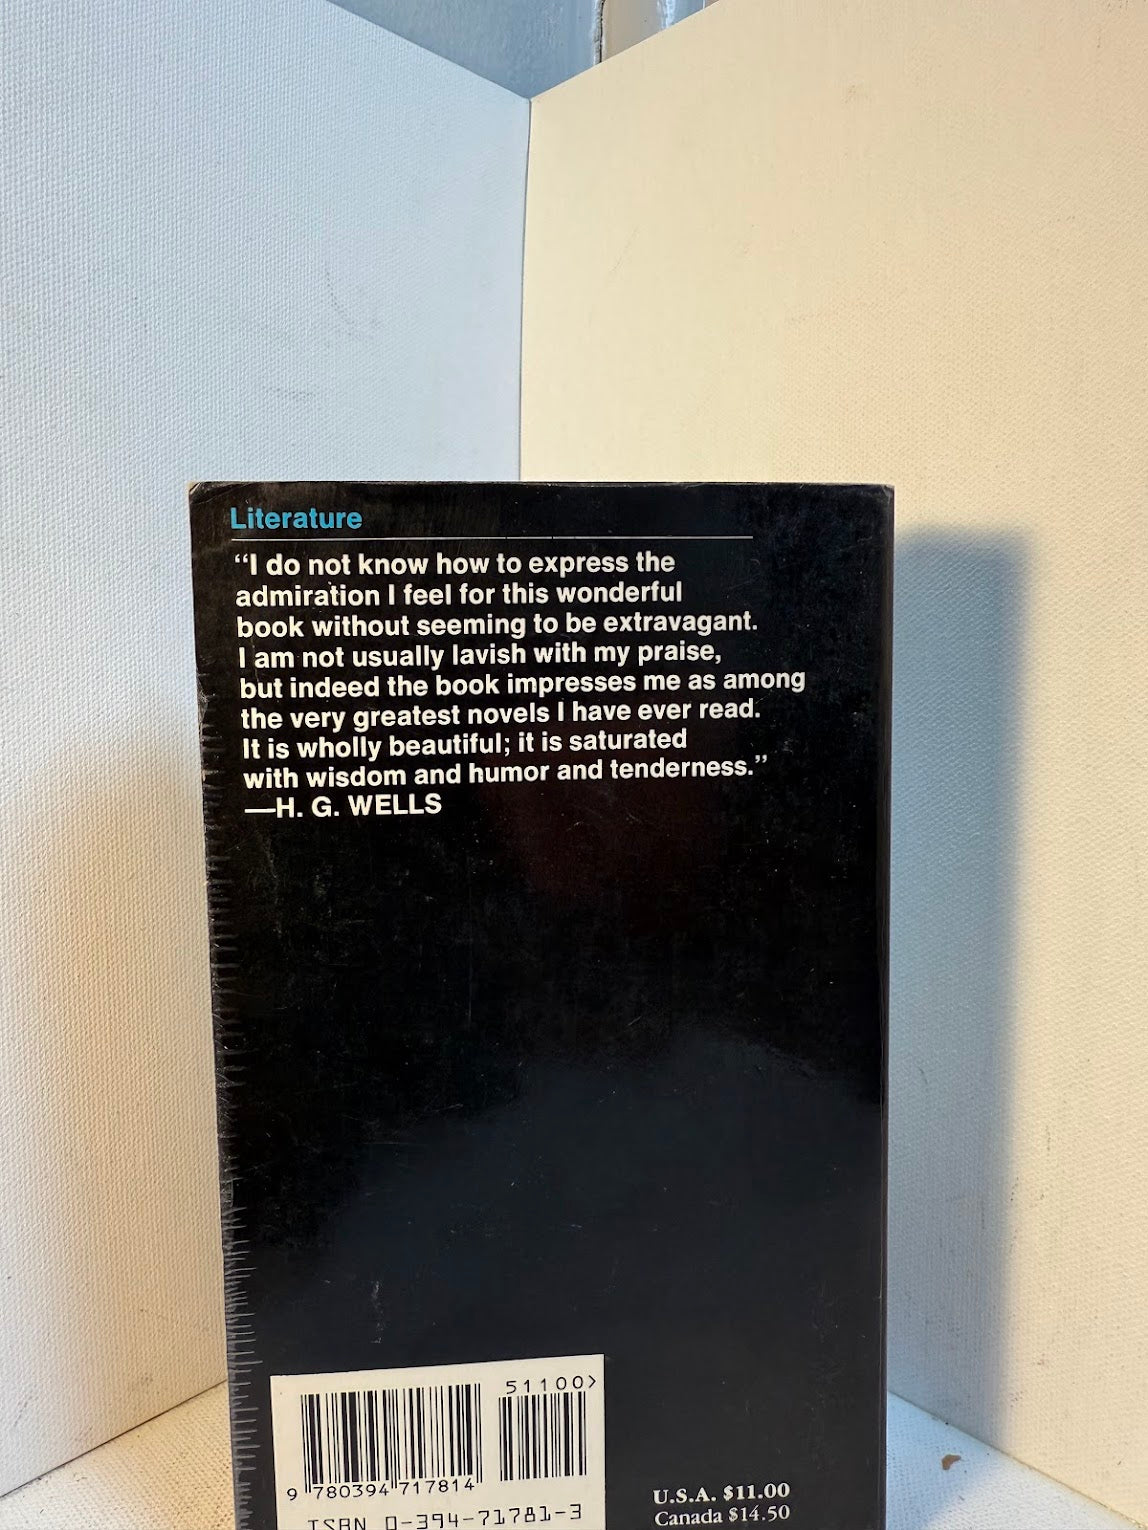 Literature
“I do not know how to express the
admiration I feel for this wonderful
book without seeming to be extravagant.
I am not usually lavish with my praise,
but indeed the book impresses me as among
the very greatest novels I have ever read.
It is wholly beautiful; it is saturated
with wisdom and humor and tenderness.”
—H. G. WELLS
51100>
9 780394 717814
ISBN 0-394-71781-3
U.S.A. $11.00
Canada $14.50